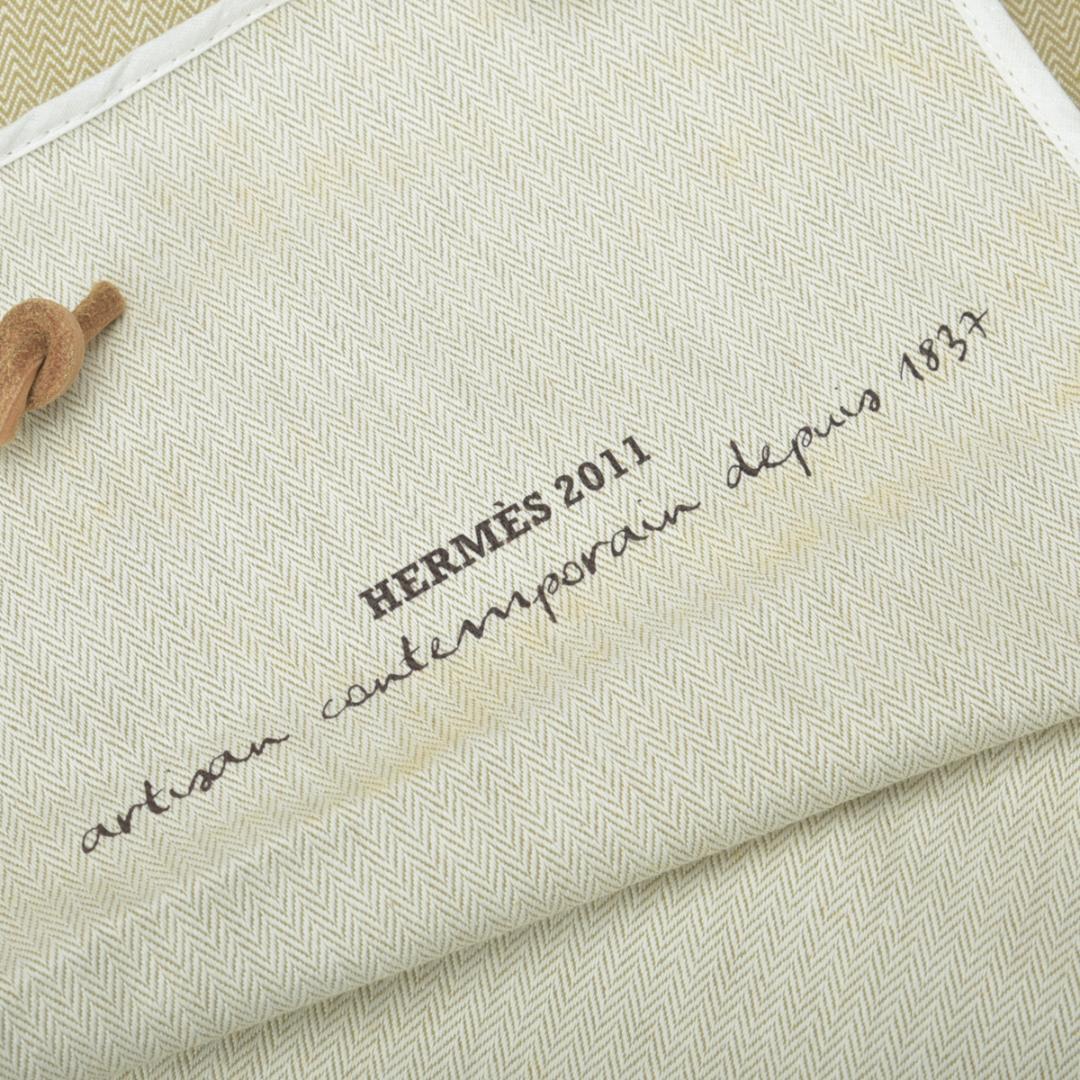 HERMÈS 2011
artisan contemporain depuis 1837